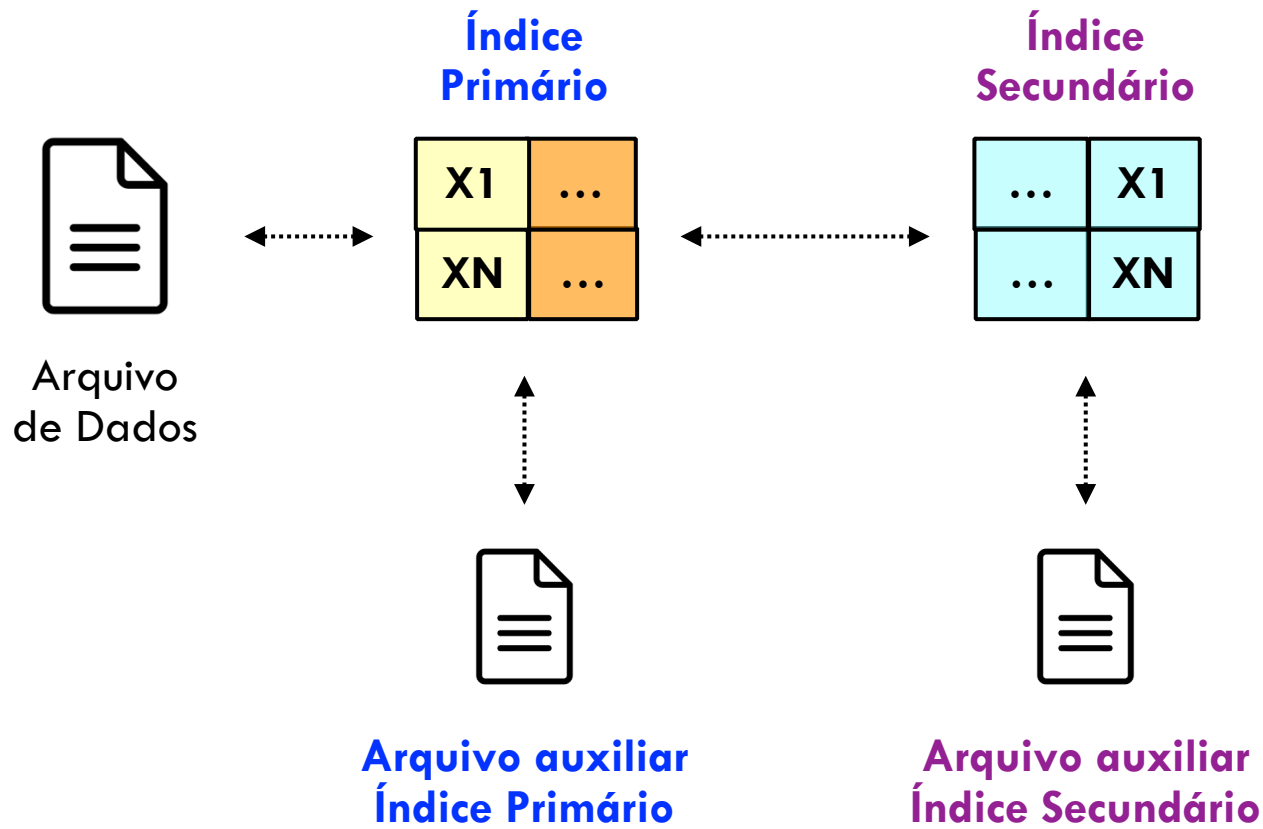 Índice
Primário
Índice
Secundário
X1 ...
XN ...
... X1
... XN
Arquivo
de Dados
Arquivo auxiliar
Índice Primário
Arquivo auxiliar
Índice Secundário